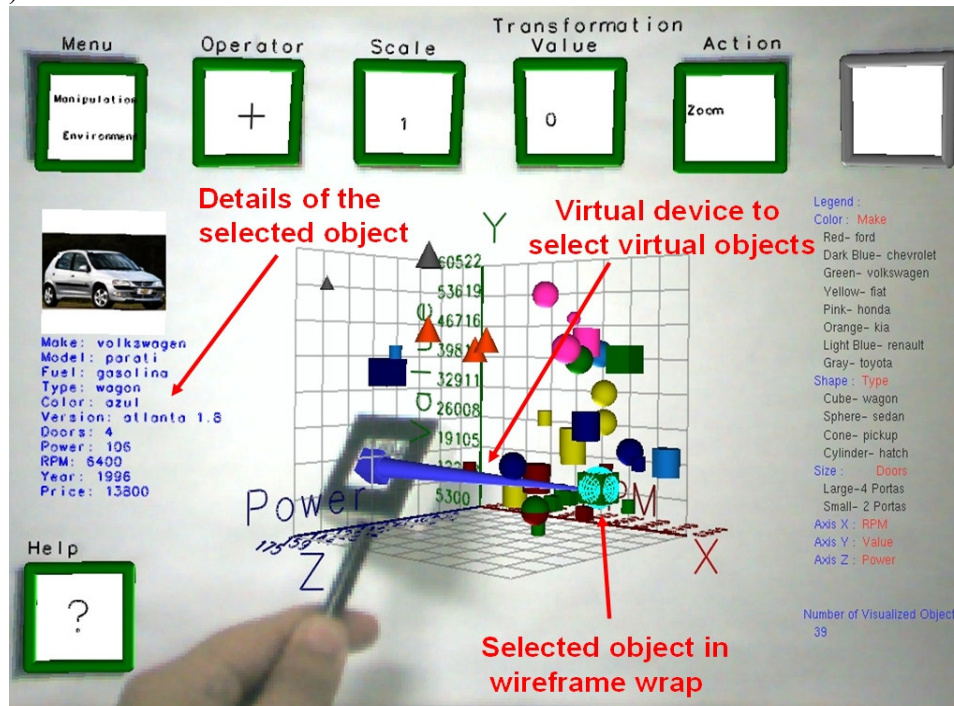 )
Menu
Operator
Scale
Transformation
Value
Action
Manipulation
Environment
+
1
0
Zoom
Details of the
selected object
Virtual device to
select virtual objects
Make: volkswagen
Model: parati
Fuel: gasolina
Type: wagon
Color: azul
Version: atlanta 1.8
Doors: 4
Power: 106
RPM: 6400
Year: 1996
Price: 13800
Y
60522
53619
46716
32911
26008
19105
5300
Power
Z
X
Legend :
Color : Make
Red- ford
Dark Blue- chevrolet
Green- volkswagen
Yellow- fiat
Pink- honda
Orange- kia
Light Blue- renault
Gray- toyota
Shape : Type
Cube- wagon
Sphere- sedan
Cone- pickup
Cylinder- hatch
Size : Doors
Large-4 Portas
Small- 2 Portas
Axis X : RPM
Axis Y : Value
Axis Z : Power
Number of Visualized Object
39
Help
?
Selected object in
wireframe wrap